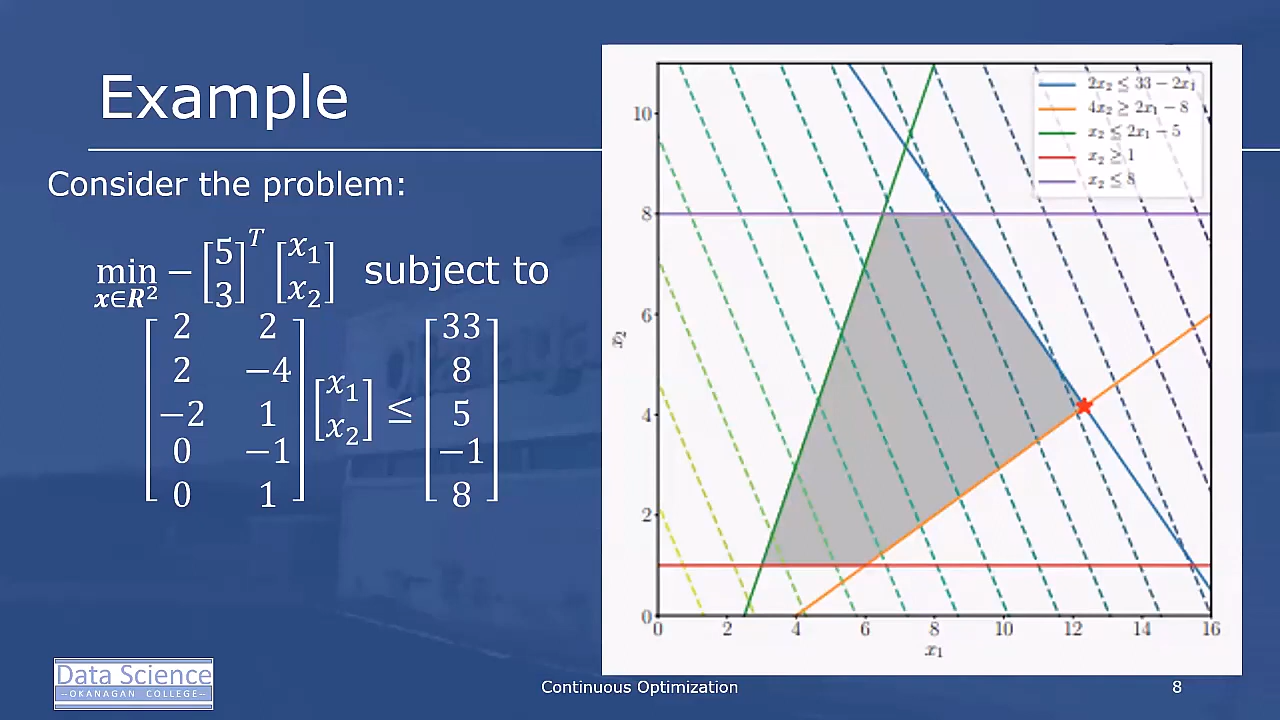 Example
Consider the problem:
min − [5 3]^T [x₁ x₂] subject to
x∈R²
[2 2
2 −4
−2 1
0 −1
0 1] [x₁ x₂] ≤ [33 8 5 −1 8]
2x₂ ≤ 33 − 2x₁
4x₂ ≥ 2x₁ − 8
x₂ ≤ 2x₁ − 5
x₂ ≥ 1
x₂ ≤ 8
10
8
6
4
2
0
x₂
0 2 4 6 8 10 12 14 16
x₁
Data Science
OKANAGAN COLLEGE
Continuous Optimization
8